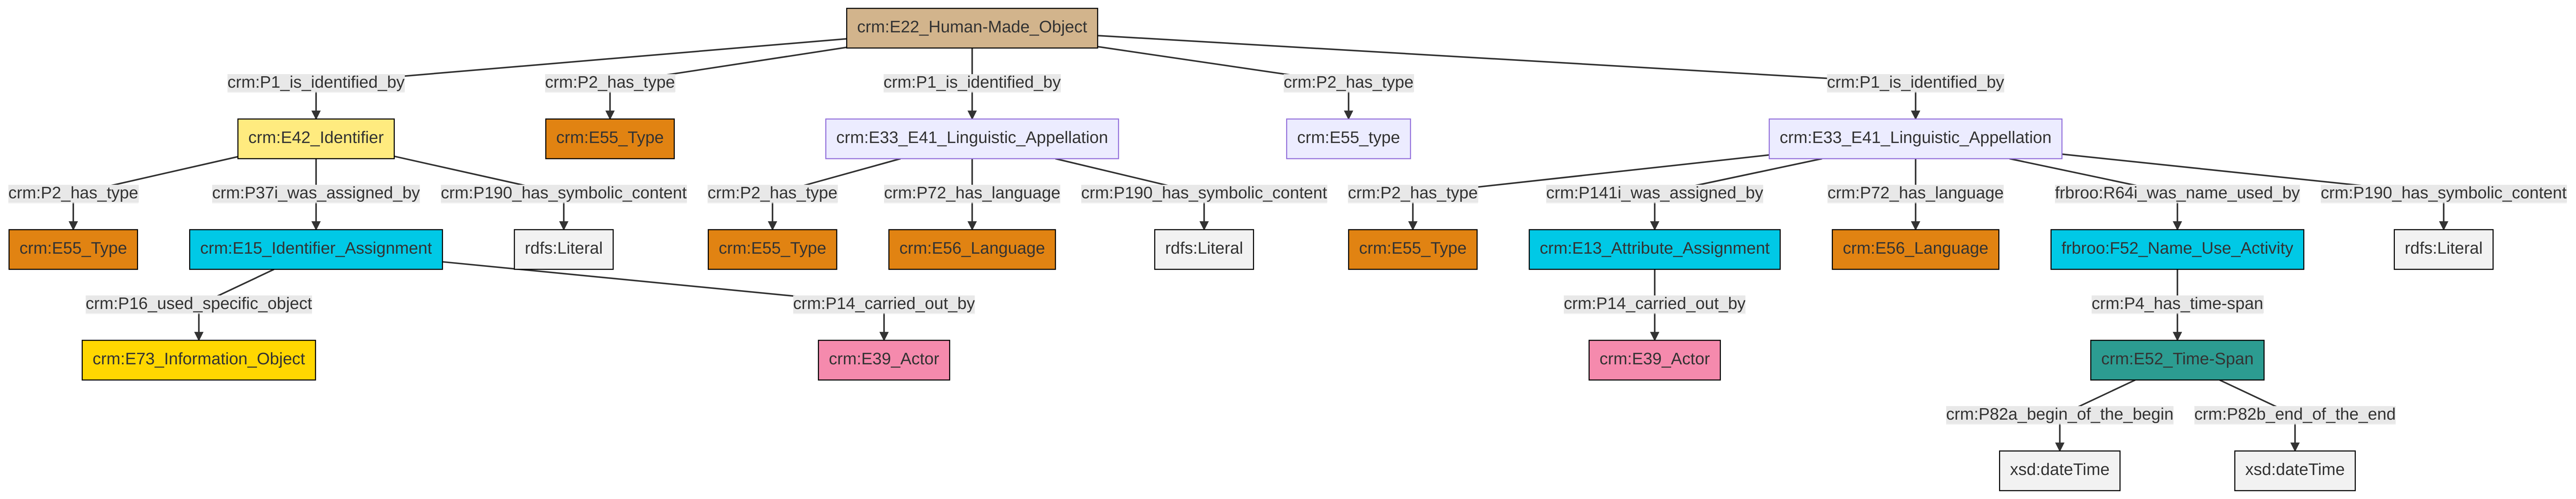 crm:E22_Human-Made_Object
crm:P1_is_identified_by
crm:P2_has_type
crm:P1_is_identified_by
crm:P2_has_type
crm:P1_is_identified_by
crm:E42_Identifier
crm:E55_Type
crm:E33_E41_Linguistic_Appellation
crm:E55_type
crm:E33_E41_Linguistic_Appellation
crm:P2_has_type
crm:P37i_was_assigned_by
crm:P190_has_symbolic_content
crm:P2_has_type
crm:P72_has_language
crm:P190_has_symbolic_content
crm:P2_has_type
crm:P141i_was_assigned_by
crm:P72_has_language
frbroo:R64i_was_name_used_by
crm:P190_has_symbolic_content
crm:E55_Type
crm:E15_Identifier_Assignment
rdfs:Literal
crm:E55_Type
crm:E56_Language
rdfs:Literal
crm:E55_Type
crm:E13_Attribute_Assignment
crm:E56_Language
frbroo:F52_Name_Use_Activity
rdfs:Literal
crm:P16_used_specific_object
crm:P14_carried_out_by
crm:P14_carried_out_by
crm:P4_has_time-span
crm:E73_Information_Object
crm:E39_Actor
crm:E39_Actor
crm:E52_Time-Span
crm:P82a_begin_of_the_begin
crm:P82b_end_of_the_end
xsd:dateTime
xsd:dateTime